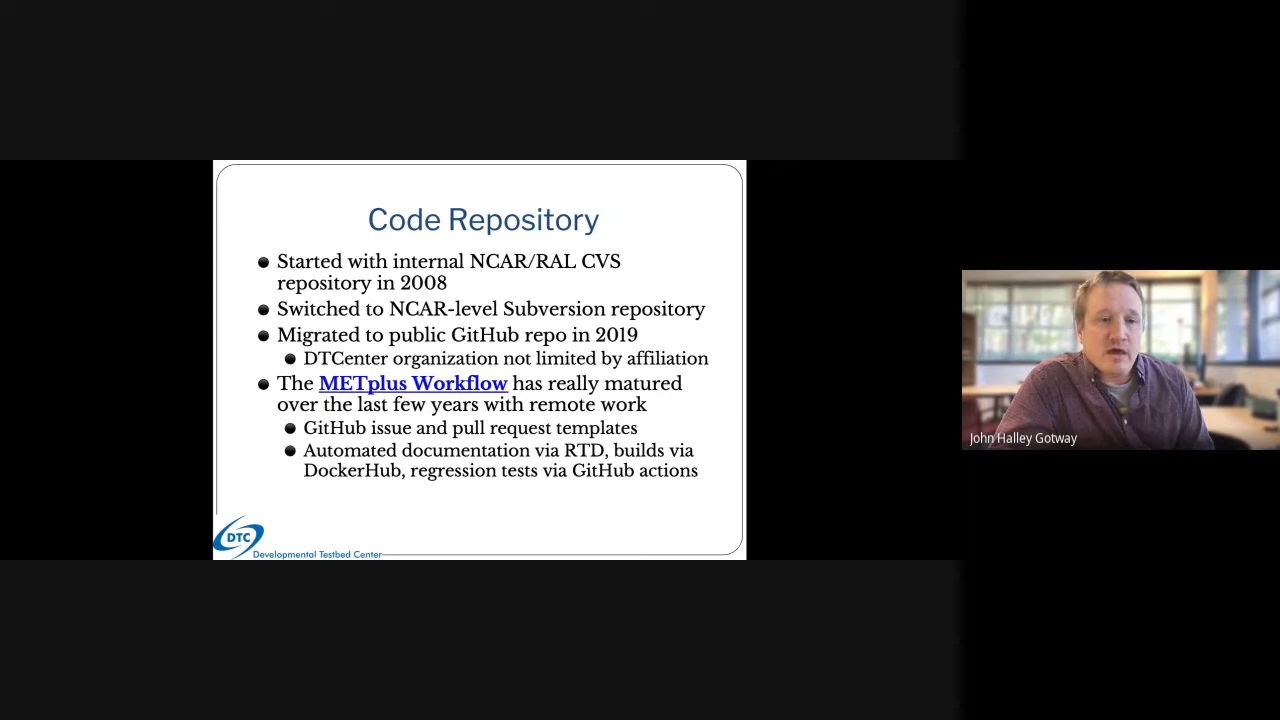 Code Repository
Started with internal NCAR/RAL CVS
repository in 2008
Switched to NCAR-level Subversion repository
Migrated to public GitHub repo in 2019
DTCenter organization not limited by affiliation
The METplus Workflow has really matured
over the last few years with remote work
GitHub issue and pull request templates
Automated documentation via RTD, builds via
DockerHub, regression tests via GitHub actions
DTC
Developmental Testbed Center
John Halley Gotway